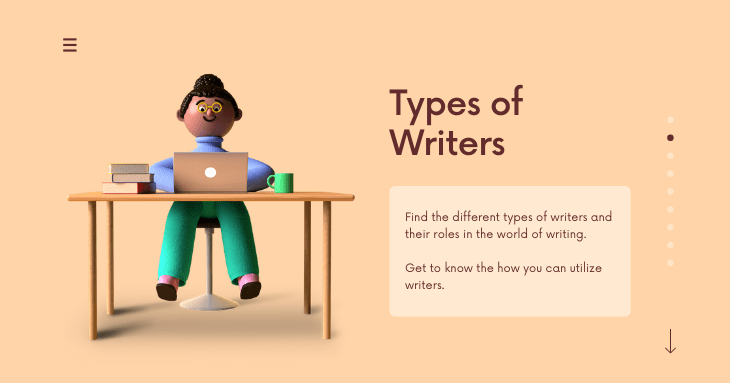 Types of
Writers
Find the different types of writers and
their roles in the world of writing.
Get to know the how you can utilize
writers.